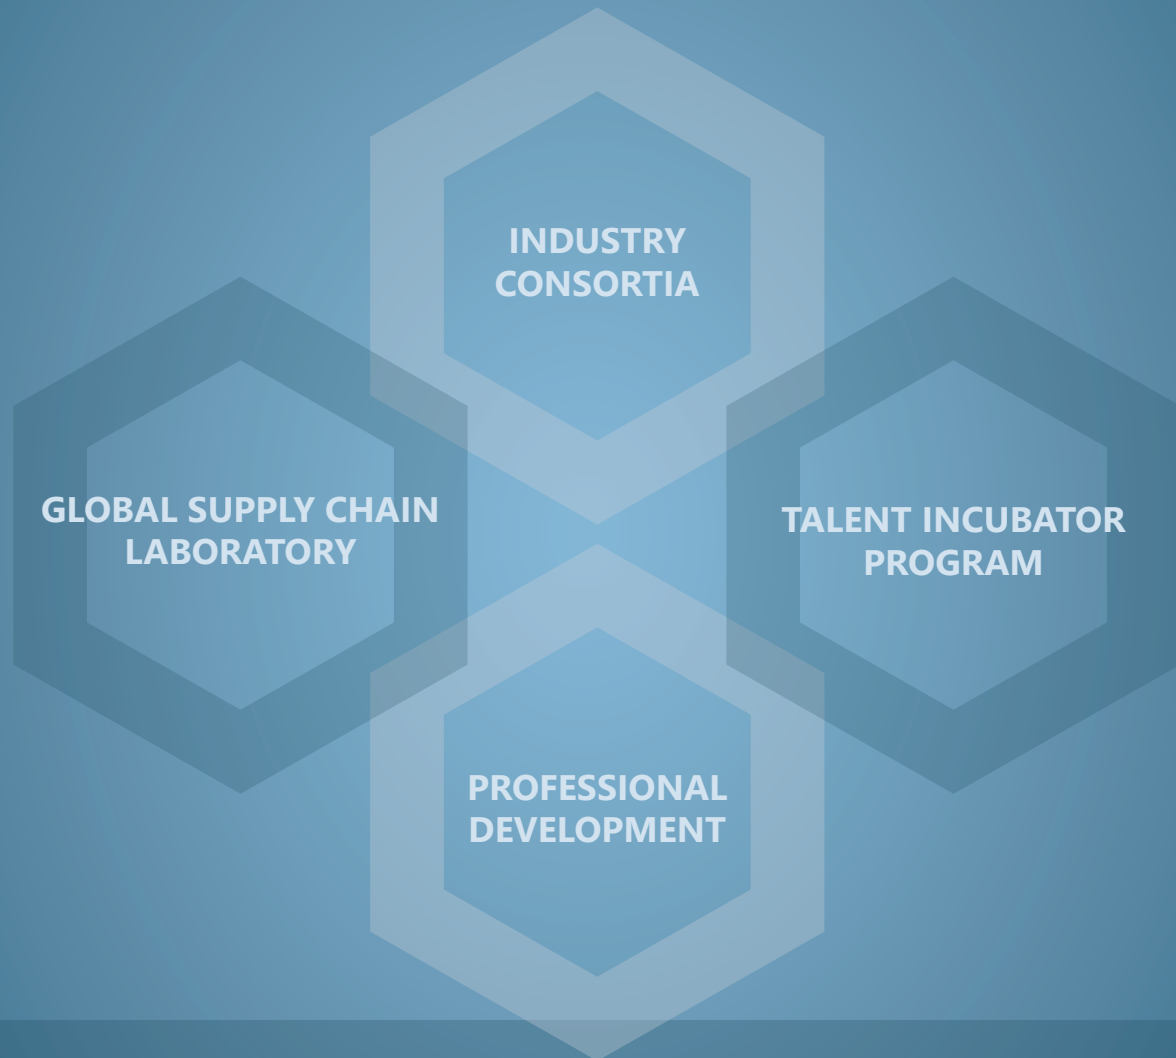 INDUSTRY
CONSORTIA
GLOBAL SUPPLY CHAIN
LABORATORY
TALENT INCUBATOR
PROGRAM
PROFESSIONAL
DEVELOPMENT